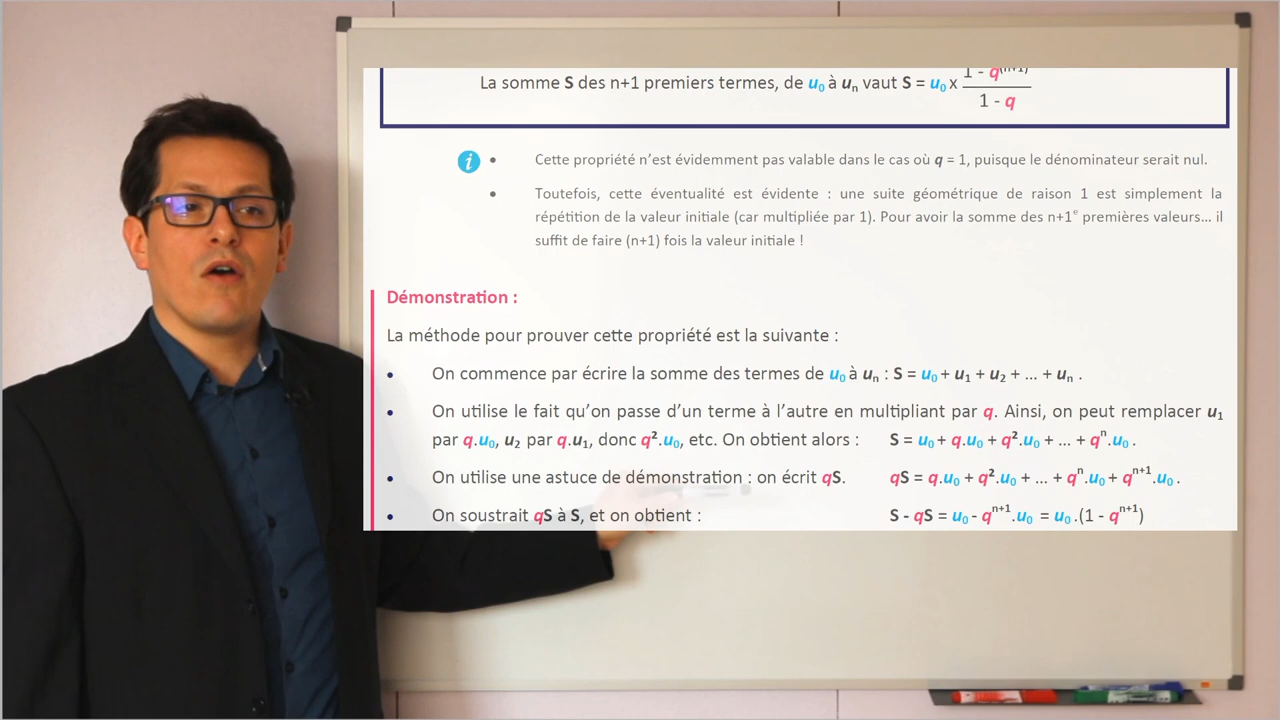 La somme S des n+1 premiers termes, de u₀ à uₙ vaut S = u₀ x 1 - q⁽ⁿ⁺¹⁾ / 1 - q
• Cette propriété n'est évidemment pas valable dans le cas où q = 1, puisque le dénominateur serait nul.
• Toutefois, cette éventualité est évidente : une suite géométrique de raison 1 est simplement la
répétition de la valeur initiale (car multipliée par 1). Pour avoir la somme des n+1ᵉ premières valeurs... il
suffit de faire (n+1) fois la valeur initiale !
Démonstration :
La méthode pour prouver cette propriété est la suivante :
• On commence par écrire la somme des termes de u₀ à uₙ : S = u₀ + u₁ + u₂ + ... + uₙ .
• On utilise le fait qu'on passe d'un terme à l'autre en multipliant par q. Ainsi, on peut remplacer u₁
par q.u₀, u₂ par q.u₁, donc q².u₀, etc. On obtient alors : S = u₀ + q.u₀ + q².u₀ + ... + qⁿ.u₀ .
• On utilise une astuce de démonstration : on écrit qS. qS = q.u₀ + q².u₀ + ... + qⁿ.u₀ + qⁿ⁺¹.u₀ .
• On soustrait qS à S, et on obtient : S - qS = u₀ - qⁿ⁺¹.u₀ = u₀ .(1 - qⁿ⁺¹)